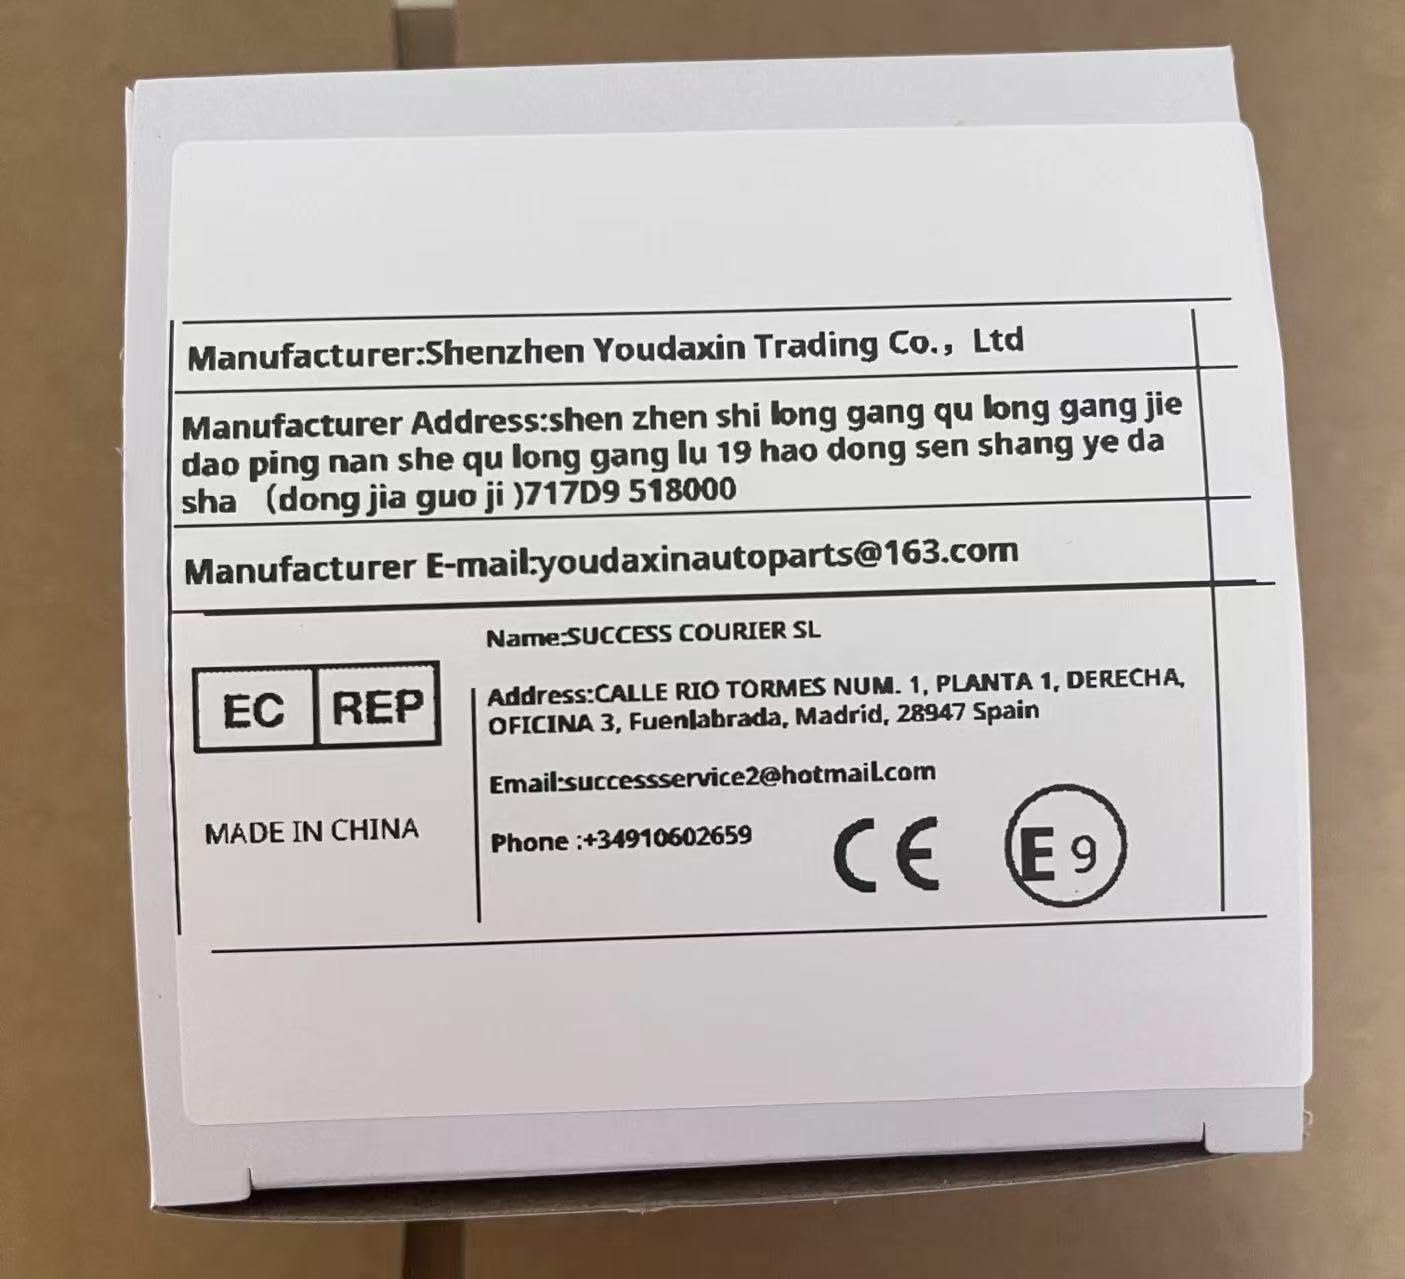 Manufacturer:Shenzhen Youdaxin Trading Co.，Ltd
Manufacturer Address:shen zhen shi long gang qu long gang jie
dao ping nan she qu long gang lu 19 hao dong sen shang ye da
sha （dong jia guo ji )717D9 518000
Manufacturer E-mail:youdaxinautoparts@163.com
Name:SUCCESS COURIER SL
EC REP
Address:CALLE RIO TORMES NUM. 1, PLANTA 1, DERECHA,
OFICINA 3, Fuenlabrada, Madrid, 28947 Spain
Email:successservice2@hotmail.com
MADE IN CHINA
Phone :+34910602659
CE
E9